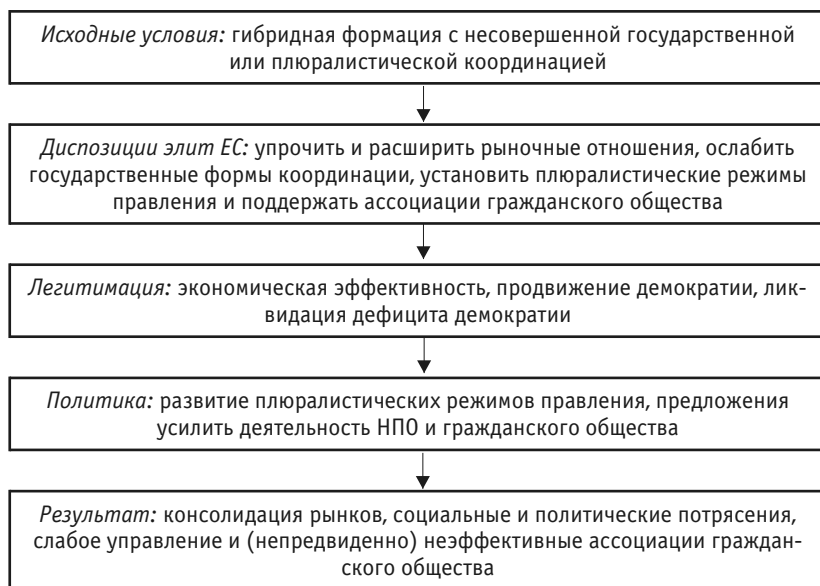 Исходные условия: гибридная формация с несовершенной государственной
или плюралистической координацией
Диспозиции элит ЕС: упрочить и расширить рыночные отношения, ослабить
государственные формы координации, установить плюралистические режимы
правления и поддержать ассоциации гражданского общества
Легитимация: экономическая эффективность, продвижение демократии, лик-
видация дефицита демократии
Политика: развитие плюралистических режимов правления, предложения
усилить деятельность НПО и гражданского общества
Результат: консолидация рынков, социальные и политические потрясения,
слабое управление и (непредвиденно) неэффективные ассоциации граждан-
ского общества